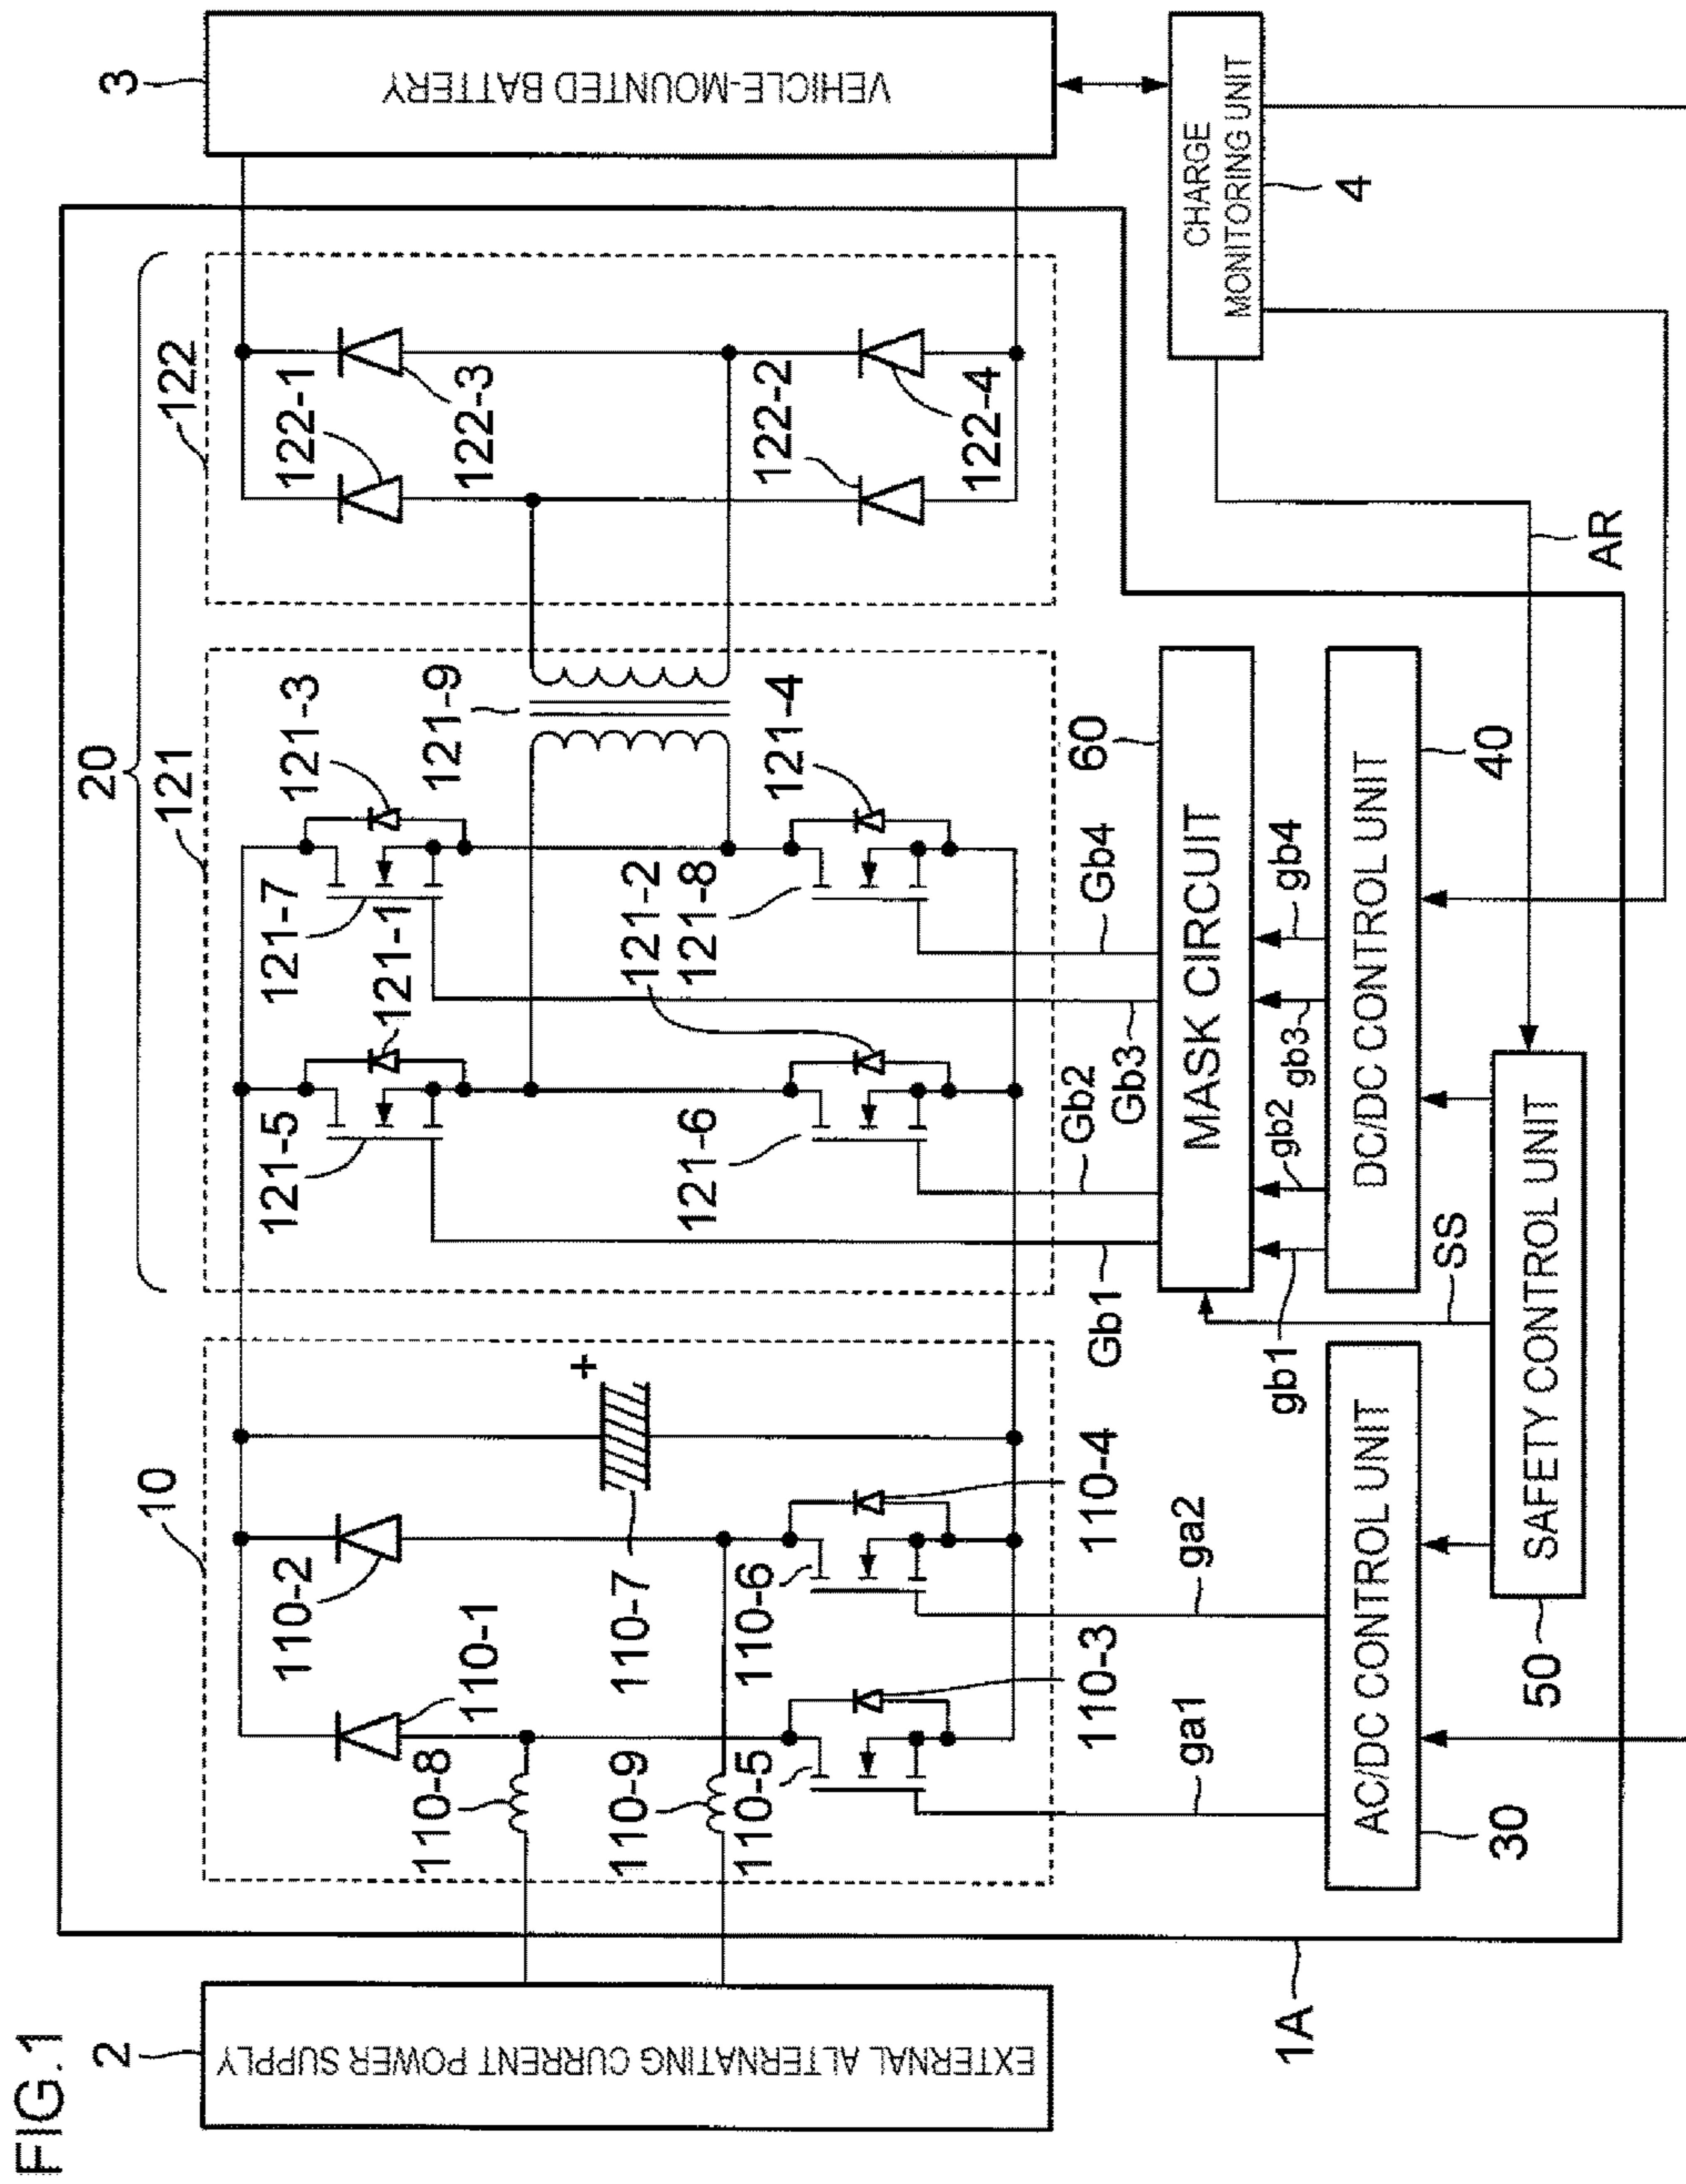 FIG.1
2
EXTERNAL ALTERNATING CURRENT POWER SUPPLY
1A
10
110-1
110-2
110-8
110-9
110-7
+
110-5
110-6
110-3
110-4
ga1
ga2
20
121
121-5
121-1
121-7
121-3
121-9
121-6
121-2
121-8
121-4
122
122-1
122-3
122-2
122-4
3
VEHICLE-MOUNTED BATTERY
Gb1
Gb2
Gb3
Gb4
60
MASK CIRCUIT
gb1
gb2
gb3
gb4
SS
30
AC/DC CONTROL UNIT
40
DC/DC CONTROL UNIT
50
SAFETY CONTROL UNIT
CHARGE
MONITORING UNIT
4
AR